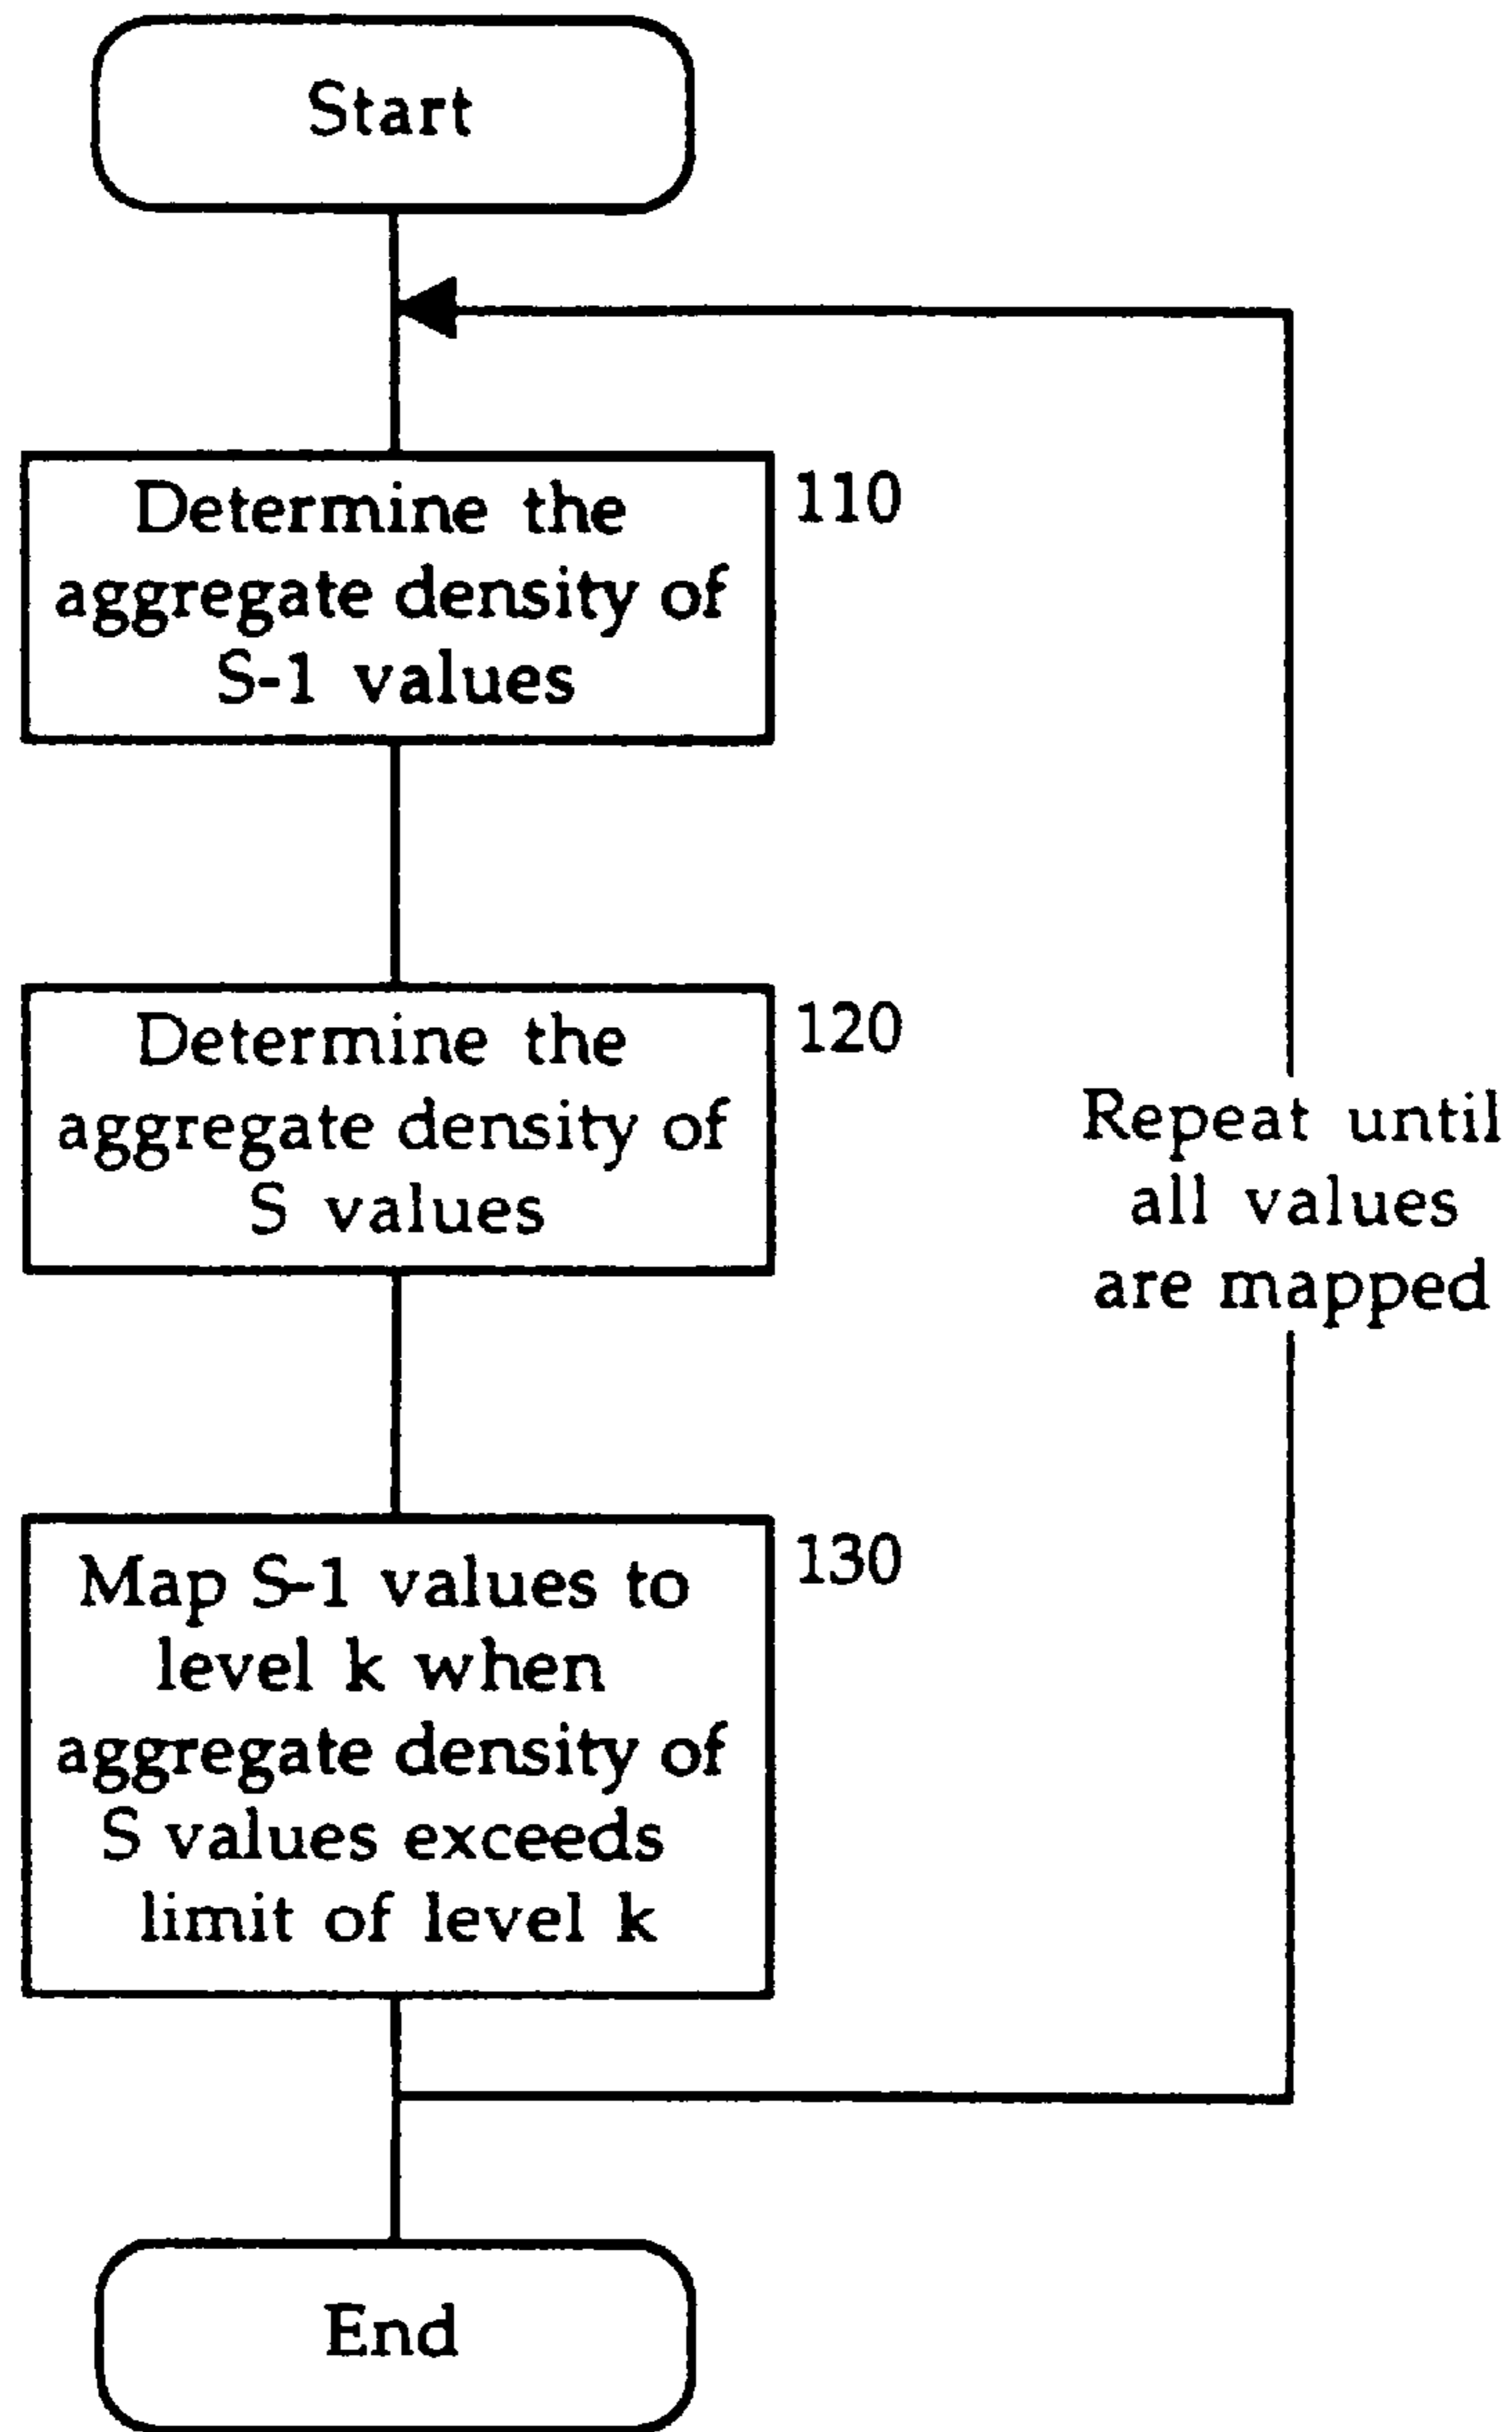 Start
Determine the
aggregate density of
S-1 values
110
Determine the
aggregate density of
S values
120
Repeat until
all values
are mapped
Map S-1 values to
level k when
aggregate density of
S values exceeds
limit of level k
130
End